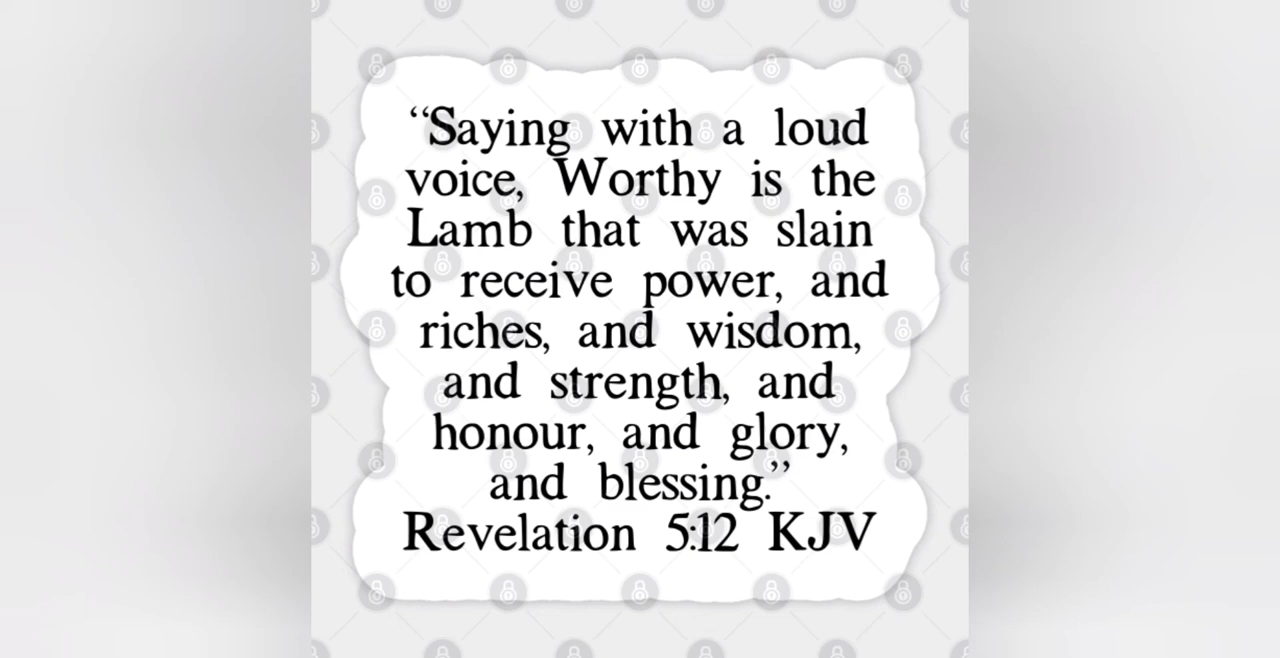 “Saying with a loud
voice, Worthy is the
Lamb that was slain
to receive power, and
riches, and wisdom,
and strength, and
honour, and glory,
and blessing.”
Revelation 5:12 KJV